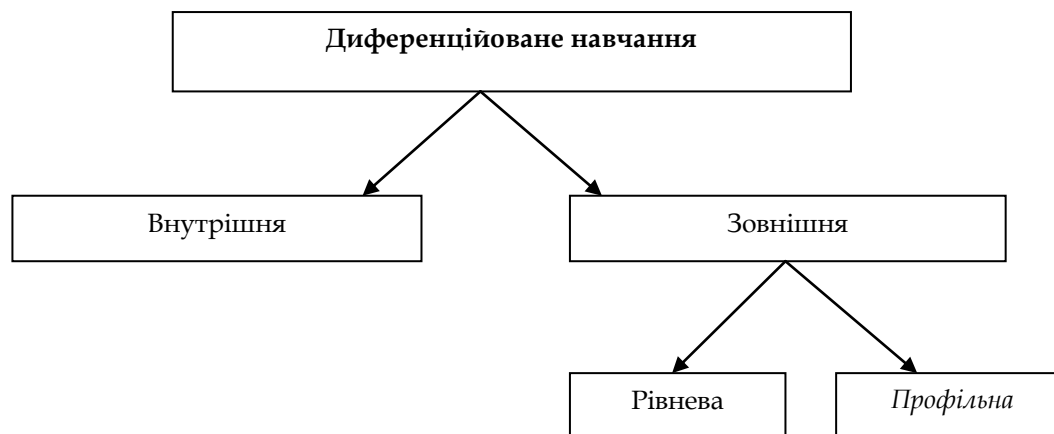 Диференційоване навчання
Внутрішня
Зовнішня
Рівнева
Профільна